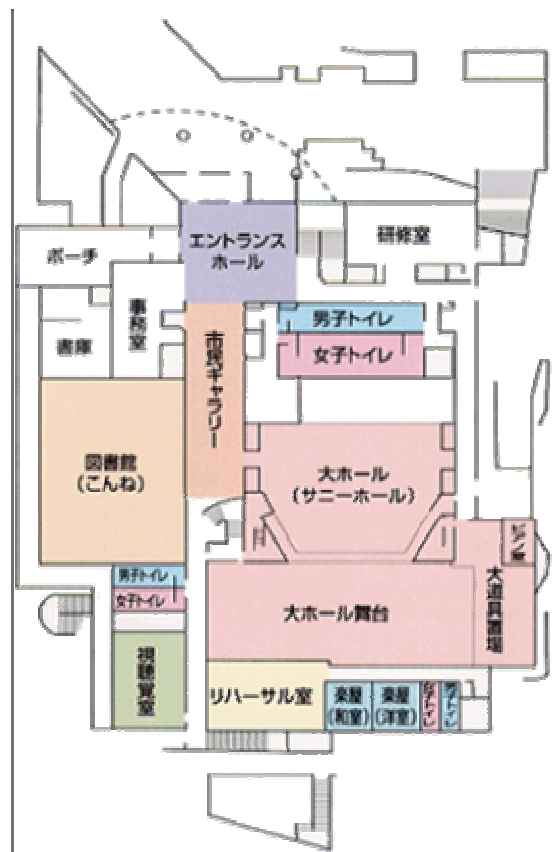 エントランス
ホール
研修室
ポーチ
事務室
書庫
男子トイレ
女子トイレ
市民ギャラリー
図書館
(こんね)
大ホール
(サニーホール)
男子トイレ
女子トイレ
大ホール舞台
大道具置場
視聴覚室
リハーサル室
楽屋
(和室)
楽屋
(洋室)
女子トイレ
男子トイレ